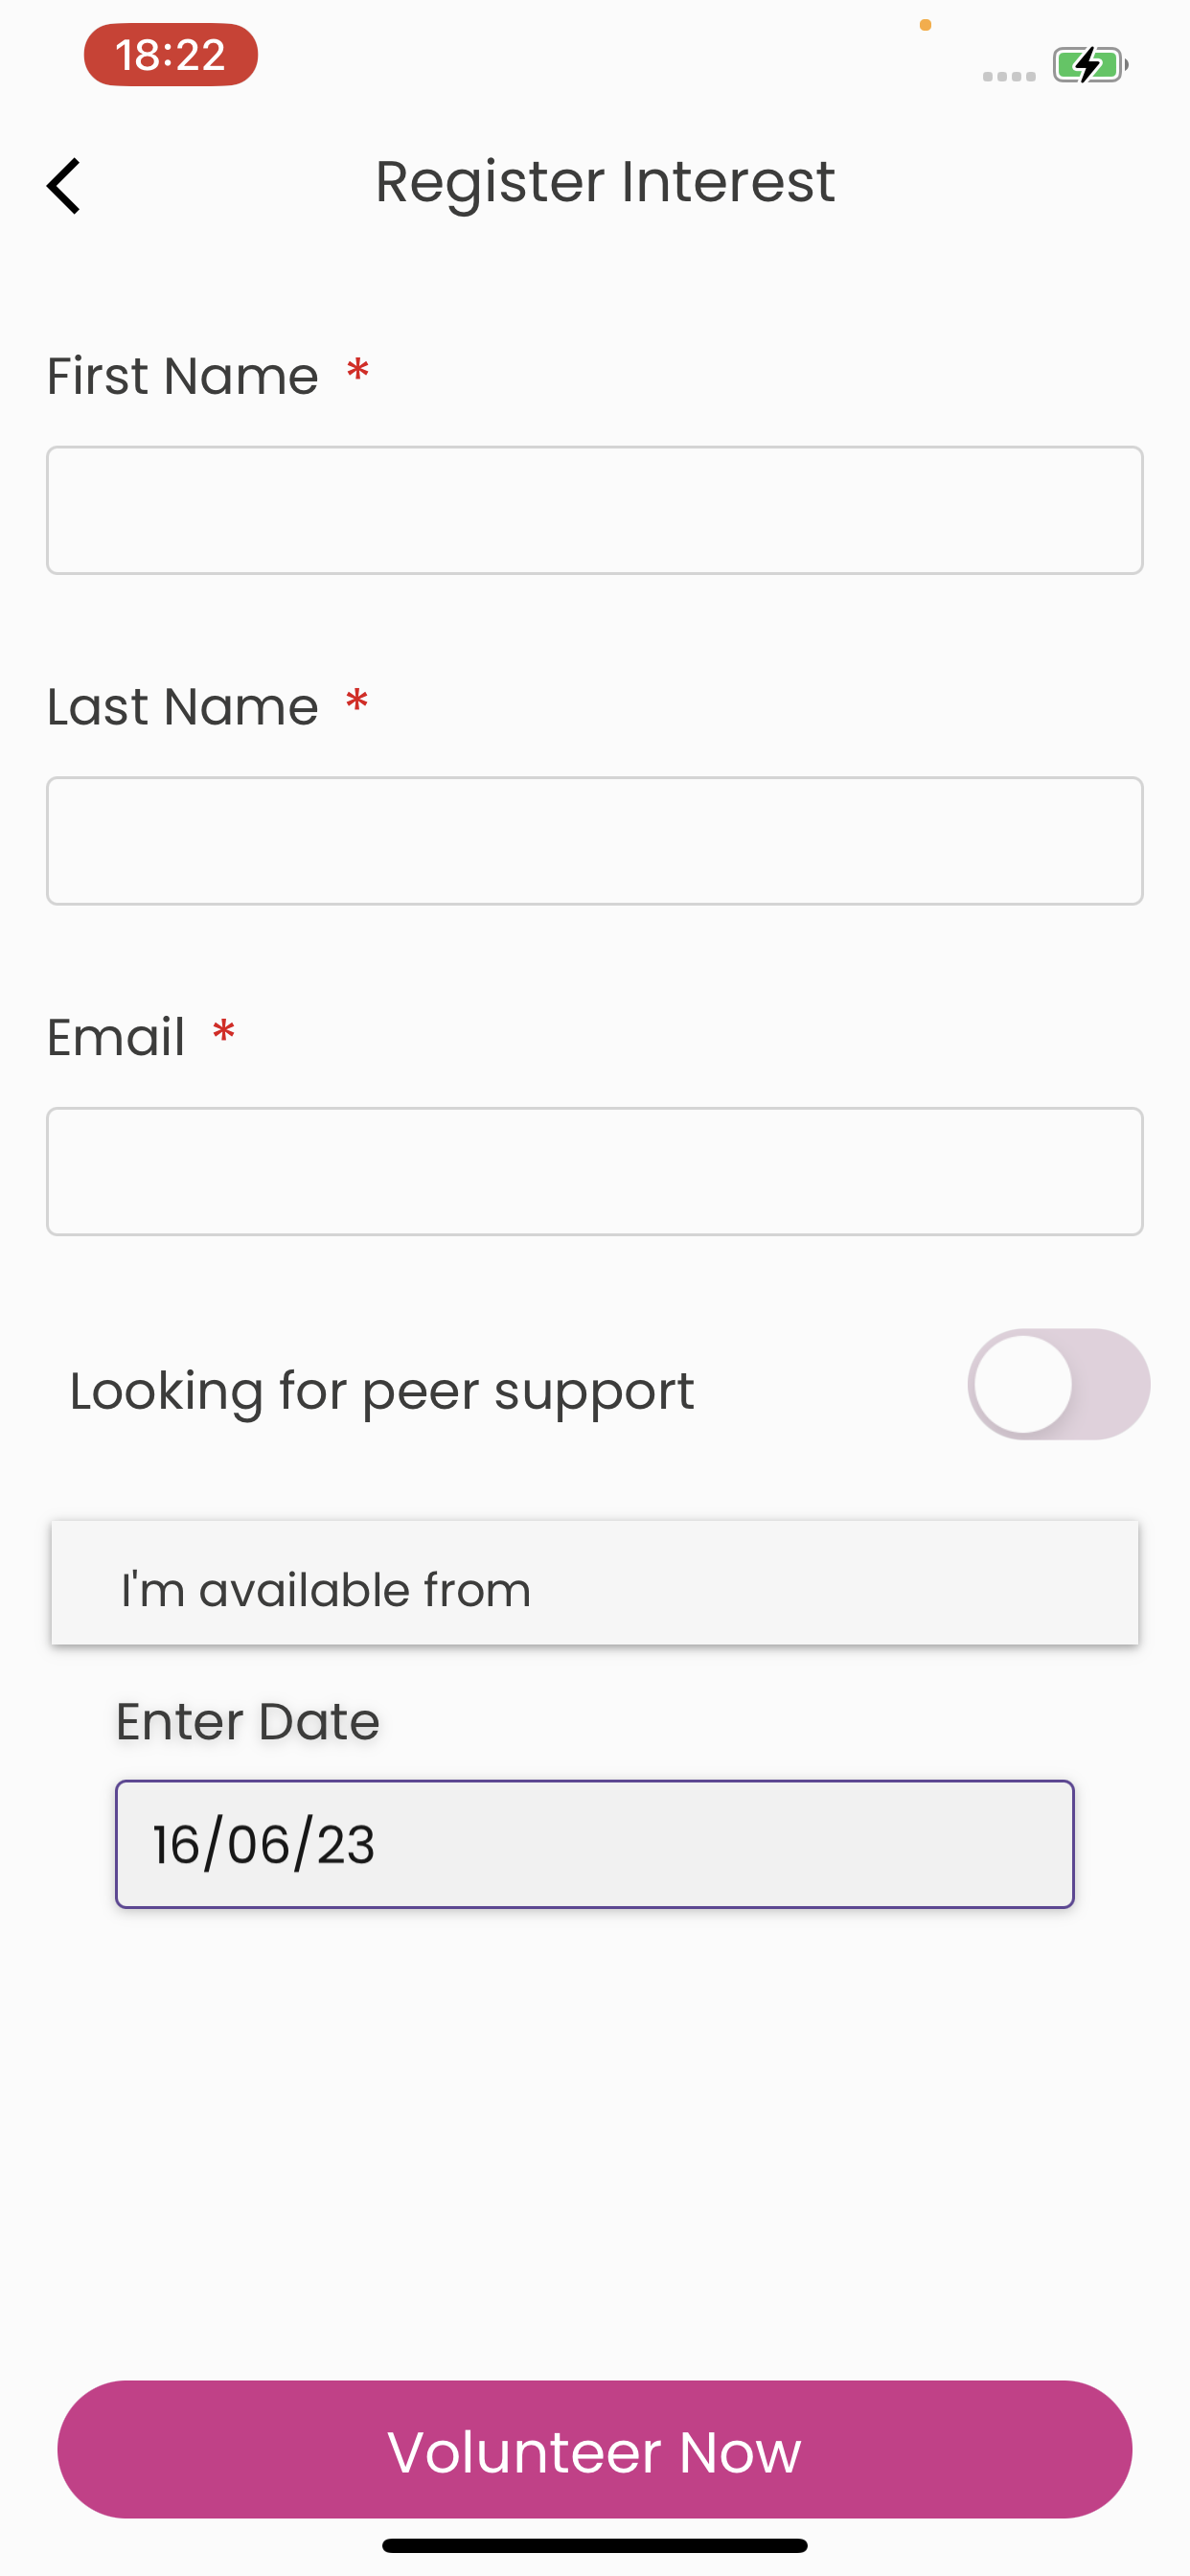 18:22
Register Interest
First Name *
Last Name *
Email *
Looking for peer support
I'm available from
Enter Date
16/06/23
Volunteer Now